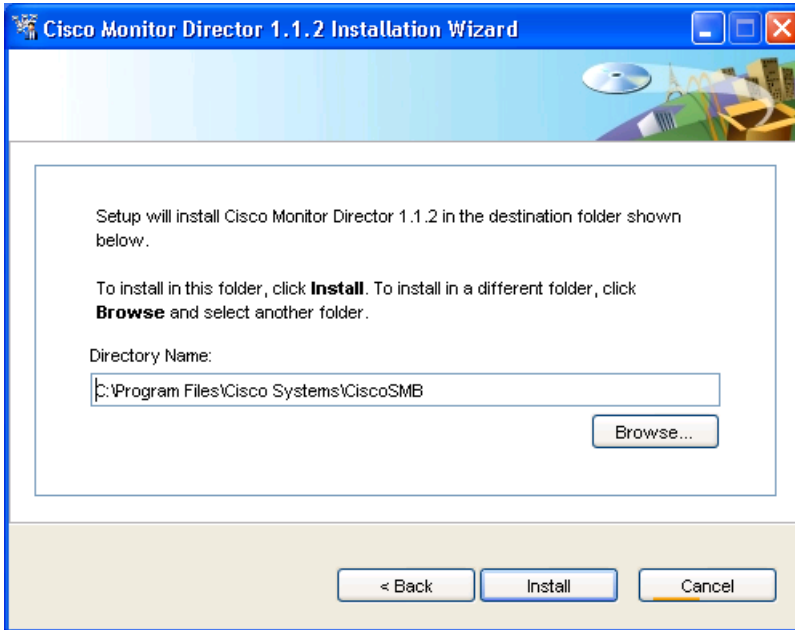 Cisco Monitor Director 1.1.2 Installation Wizard
Setup will install Cisco Monitor Director 1.1.2 in the destination folder shown
below.
To install in this folder, click Install. To install in a different folder, click
Browse and select another folder.
Directory Name:
C:\Program Files\Cisco Systems\CiscoSMB
Browse...
< Back
Install
Cancel